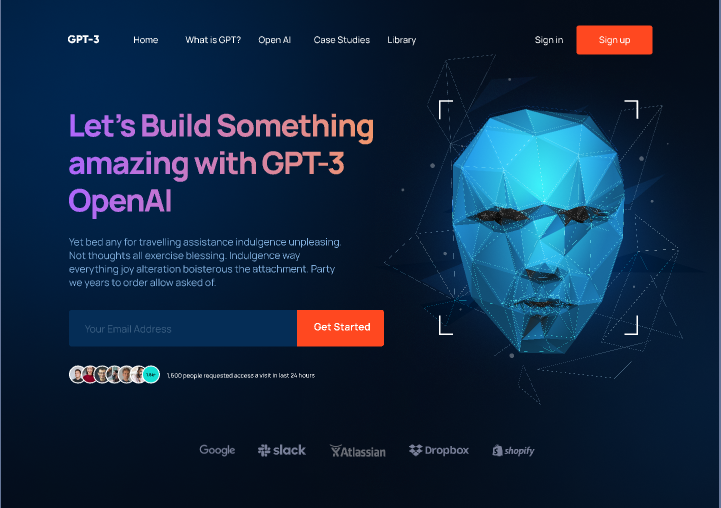 GPT-3
Home
What is GPT?
Open AI
Case Studies
Library
Sign in
Sign up
Let's Build Something
amazing with GPT-3
OpenAI
Yet bed any for travelling assistance indulgence unpleasing.
Not thoughts all exercise blessing. Indulgence way
everything joy alteration boisterous the attachment. Party
we years to order allow asked of.
Your Email Address
Get Started
1,600 people requested access a visit in last 24 hours
Google
slack
Atlassian
Dropbox
shopify